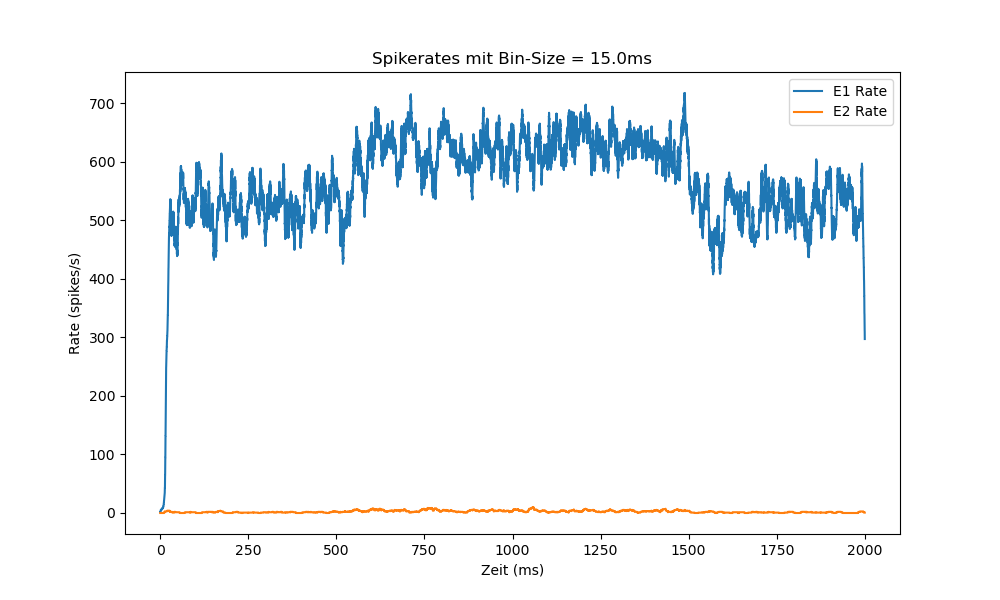 Spikerates mit Bin-Size = 15.0ms
E1 Rate
E2 Rate
Rate (spikes/s)
700
600
500
400
300
200
100
0
0 250 500 750 1000 1250 1500 1750 2000
Zeit (ms)